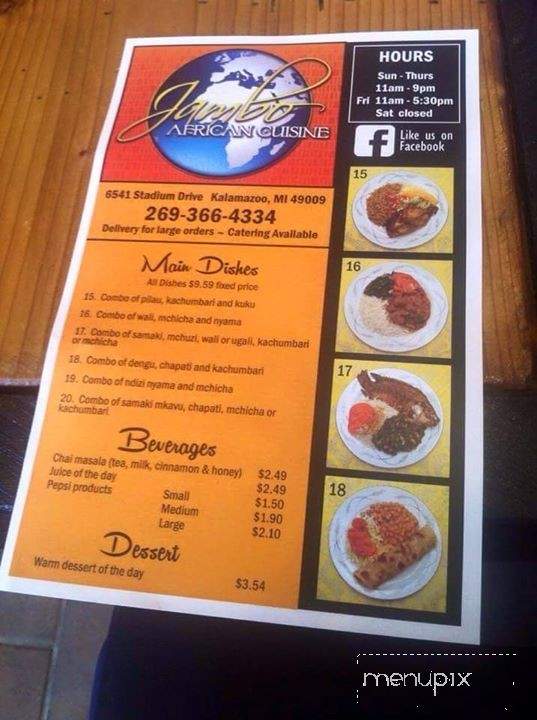 Jambo
AFRICAN CUISINE
6541 Stadium Drive Kalamazoo, MI 49009
269-366-4334
Delivery for large orders ~ Catering Available
Main Dishes
All Dishes $9.59 fixed price
15. Combo of pilau, kachumbari and kuku
16. Combo of wali, mchicha and nyama
17. Combo of samaki, mchuzi, wali or ugali, kachumbari
or mchicha
18. Combo of dengu, chapati and kachumbari
19. Combo of ndizi nyama and mchicha
20. Combo of samaki mkavu, chapati, mchicha or
kachumbari
Beverages
Chai masala (tea, milk, cinnamon & honey) $2.49
Juice of the day $2.49
Pepsi products Small $1.50
Medium $1.90
Large $2.10
Dessert
Warm dessert of the day $3.54
HOURS
Sun - Thurs
11am - 9pm
Fri 11am - 5:30pm
Sat closed
f Like us on
Facebook
15
16
17
18
menupix